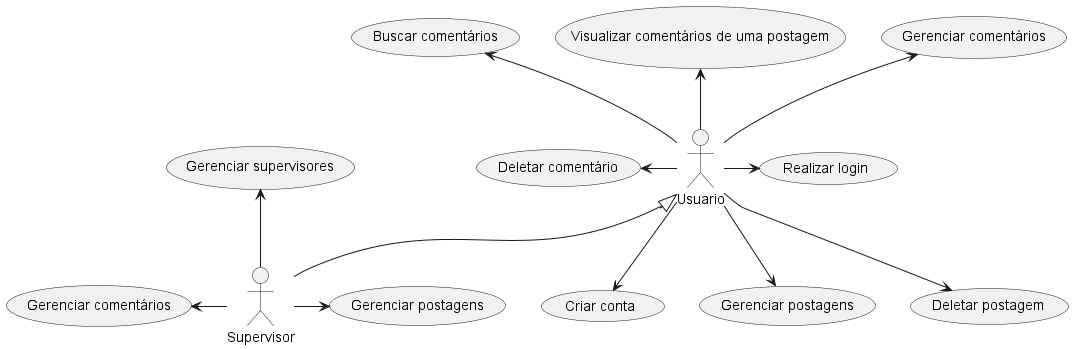 Buscar comentários
Visualizar comentários de uma postagem
Gerenciar comentários
Gerenciar supervisores
Deletar comentário
Realizar login
Usuario
Gerenciar comentários
Gerenciar postagens
Criar conta
Gerenciar postagens
Deletar postagem
Supervisor